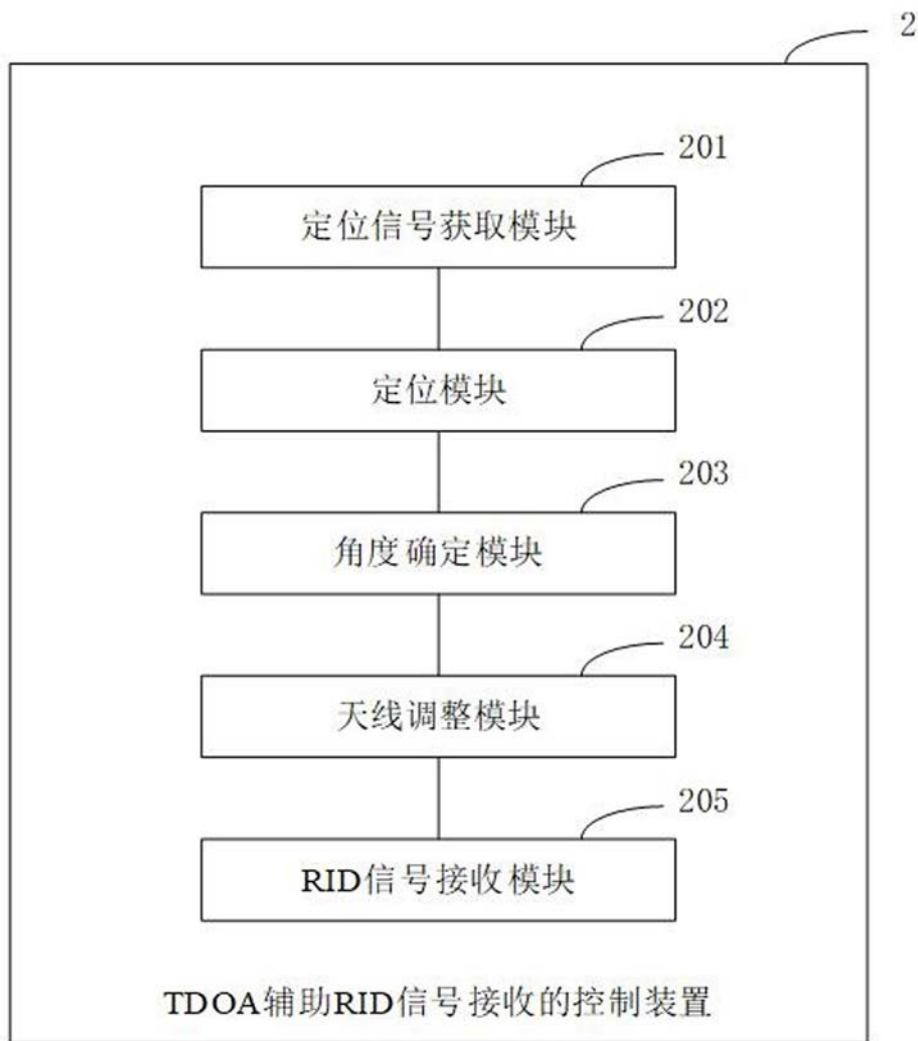 2
201
定位信号获取模块
202
定位模块
203
角度确定模块
204
天线调整模块
205
RID信号接收模块
TDOA辅助RID信号接收的控制装置